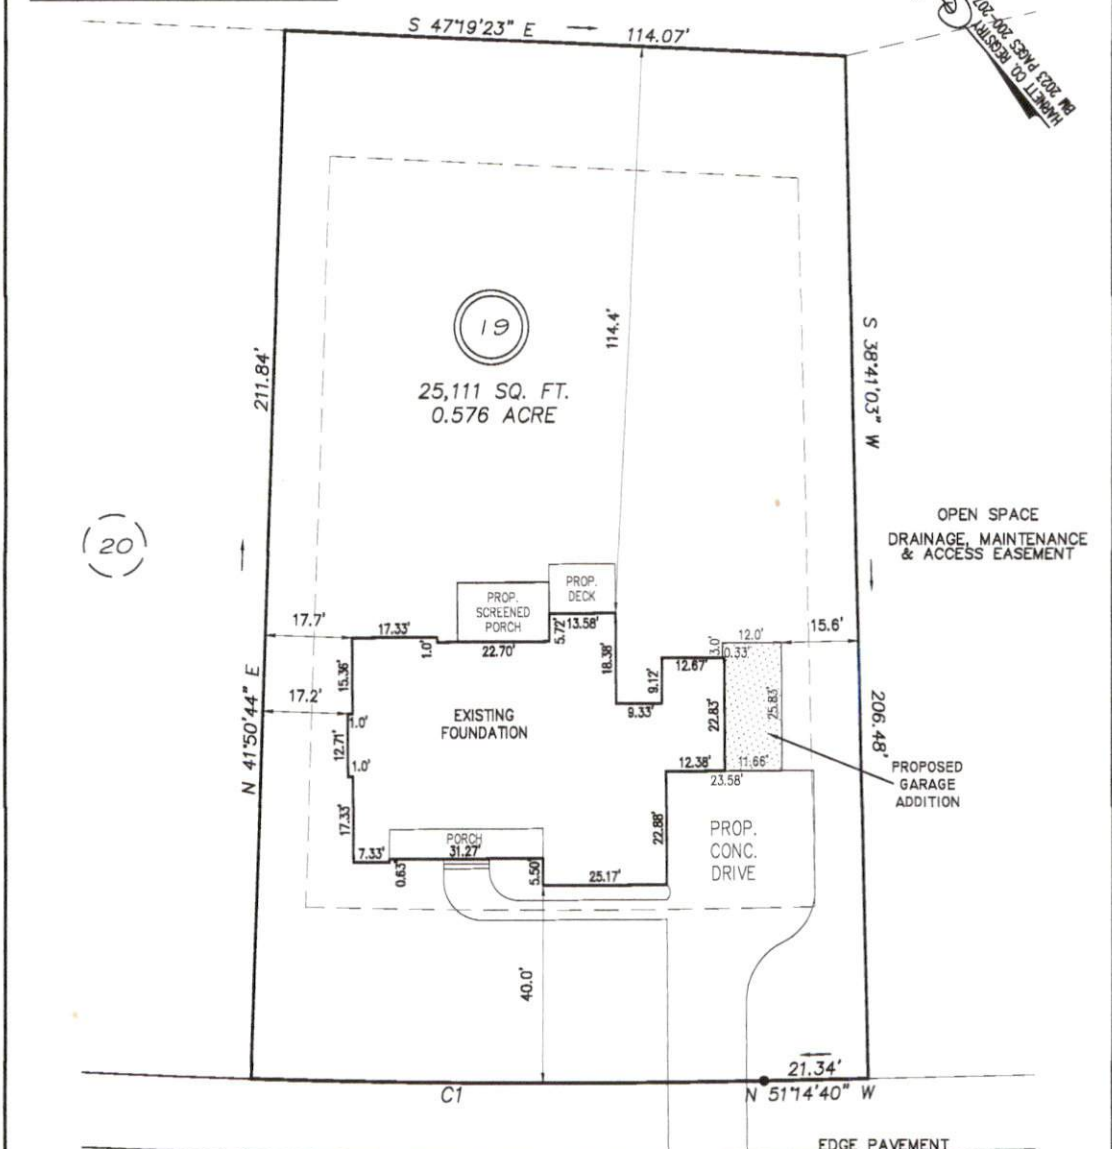 HARNETT CO. REGISTRY
BM 2023 PAGES 200-20
S 47°19'23" E
114.07'
211.84'
114.4'
19
25,111 SQ. FT.
0.576 ACRE
S 38°41'03" W
20
OPEN SPACE
DRAINAGE, MAINTENANCE
& ACCESS EASEMENT
PROP.
DECK
PROP.
SCREENED
PORCH
17.7'
17.33'
1.0'
22.70'
5.72'
13.58'
18.38'
9.12'
9.33'
12.67'
3.0'
12.0'
0.33'
15.6'
15.36'
17.2'
1.0'
12.71'
1.0'
N 41°50'44" E
EXISTING
FOUNDATION
22.83'
25.83'
206.48'
12.38'
11.66'
23.58'
PROPOSED
GARAGE
ADDITION
17.33'
7.33'
0.63'
PORCH
31.27'
5.50'
25.17'
22.88'
PROP.
CONC.
DRIVE
40.0'
C1
21.34'
N 51°14'40" W
EDGE PAVEMENT